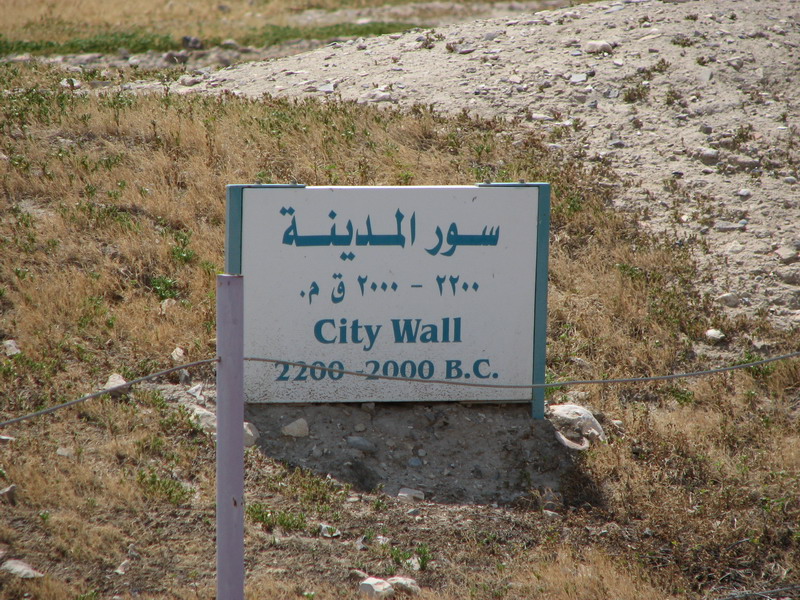 سور المدينة
٢٢٠٠ - ٢٠٠٠ ق م.
City Wall
2200 - 2000 B.C.